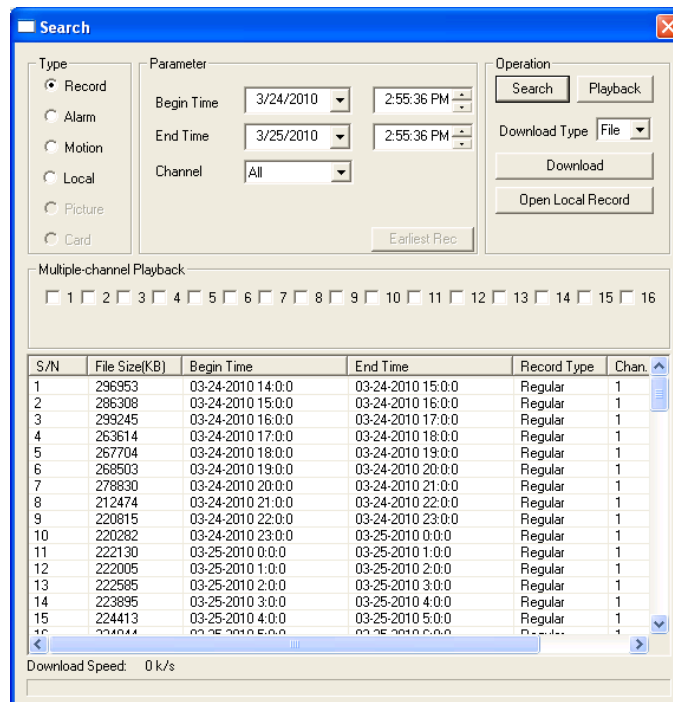 Search
Type
Record
Alarm
Motion
Local
Picture
Card
Parameter
Begin Time 3/24/2010 2:55:36 PM
End Time 3/25/2010 2:55:36 PM
Channel All
Earliest Rec
Operation
Search Playback
Download Type File
Download
Open Local Record
Multiple-channel Playback
1 2 3 4 5 6 7 8 9 10 11 12 13 14 15 16
S/N File Size(KB) Begin Time End Time Record Type Chan.
1 296953 03-24-2010 14:0:0 03-24-2010 15:0:0 Regular 1
2 286308 03-24-2010 15:0:0 03-24-2010 16:0:0 Regular 1
3 299245 03-24-2010 16:0:0 03-24-2010 17:0:0 Regular 1
4 263614 03-24-2010 17:0:0 03-24-2010 18:0:0 Regular 1
5 267704 03-24-2010 18:0:0 03-24-2010 19:0:0 Regular 1
6 268503 03-24-2010 19:0:0 03-24-2010 20:0:0 Regular 1
7 278830 03-24-2010 20:0:0 03-24-2010 21:0:0 Regular 1
8 212474 03-24-2010 21:0:0 03-24-2010 22:0:0 Regular 1
9 220815 03-24-2010 22:0:0 03-24-2010 23:0:0 Regular 1
10 220282 03-24-2010 23:0:0 03-25-2010 0:0:0 Regular 1
11 222130 03-25-2010 0:0:0 03-25-2010 1:0:0 Regular 1
12 222005 03-25-2010 1:0:0 03-25-2010 2:0:0 Regular 1
13 222585 03-25-2010 2:0:0 03-25-2010 3:0:0 Regular 1
14 223895 03-25-2010 3:0:0 03-25-2010 4:0:0 Regular 1
15 224413 03-25-2010 4:0:0 03-25-2010 5:0:0 Regular 1
Download Speed: 0 k/s